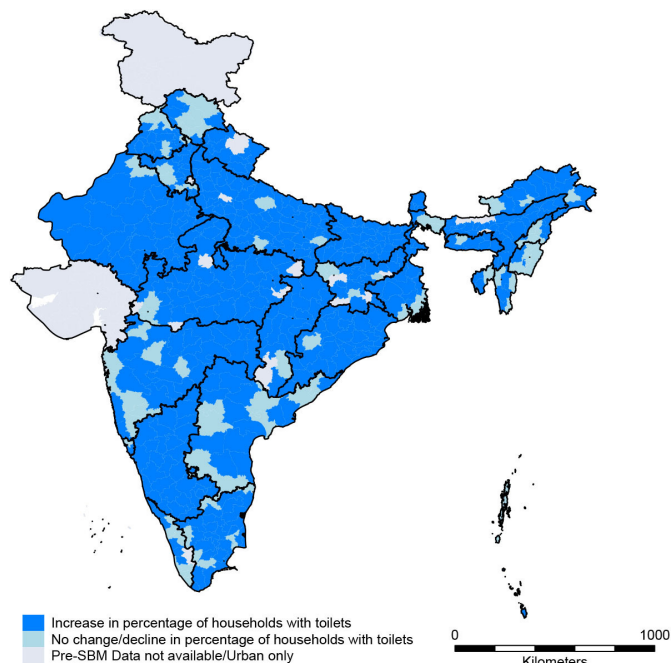 Increase in percentage of households with toilets
No change/decline in percentage of households with toilets
Pre-SBM Data not available/Urban only
0 1000
Kilometers